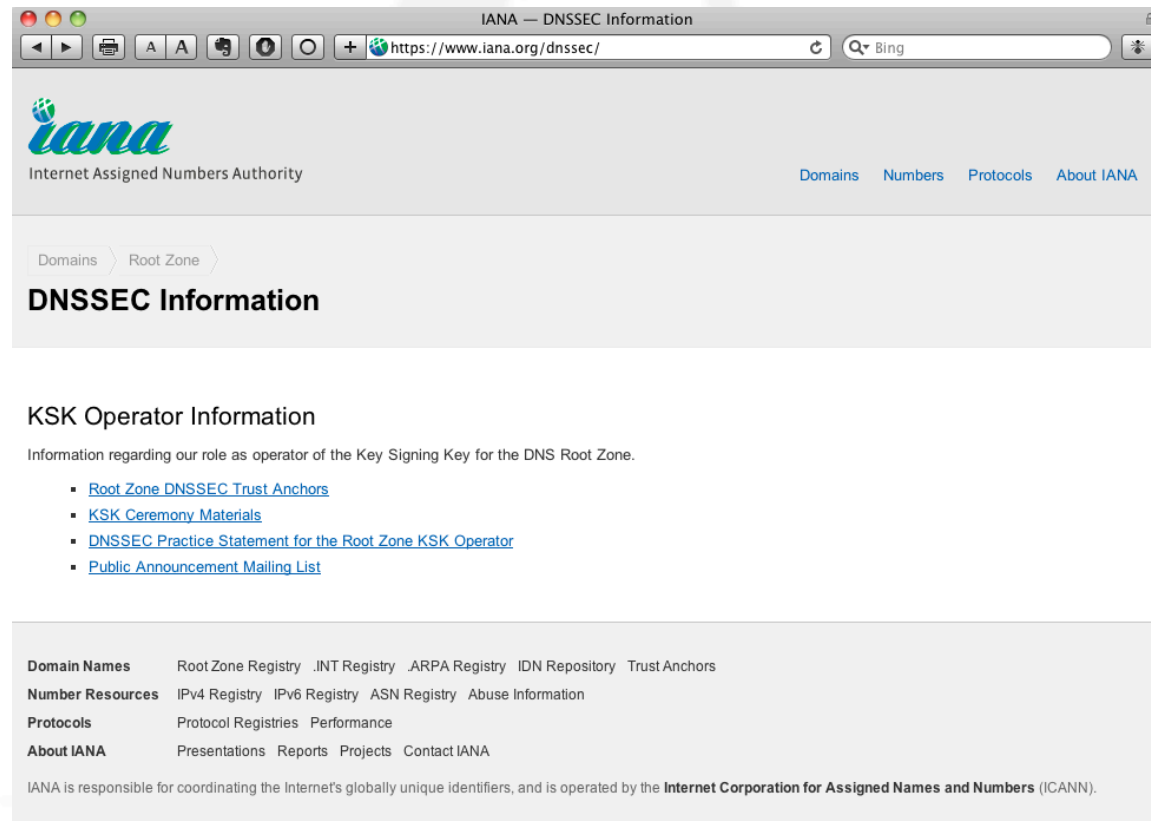 IANA — DNSSEC Information
A A + https://www.iana.org/dnssec/ Bing
iana
Internet Assigned Numbers Authority
Domains Numbers Protocols About IANA
Domains Root Zone
DNSSEC Information
KSK Operator Information
Information regarding our role as operator of the Key Signing Key for the DNS Root Zone.
Root Zone DNSSEC Trust Anchors
KSK Ceremony Materials
DNSSEC Practice Statement for the Root Zone KSK Operator
Public Announcement Mailing List
Domain Names Root Zone Registry .INT Registry .ARPA Registry IDN Repository Trust Anchors
Number Resources IPv4 Registry IPv6 Registry ASN Registry Abuse Information
Protocols Protocol Registries Performance
About IANA Presentations Reports Projects Contact IANA
IANA is responsible for coordinating the Internet's globally unique identifiers, and is operated by the Internet Corporation for Assigned Names and Numbers (ICANN).